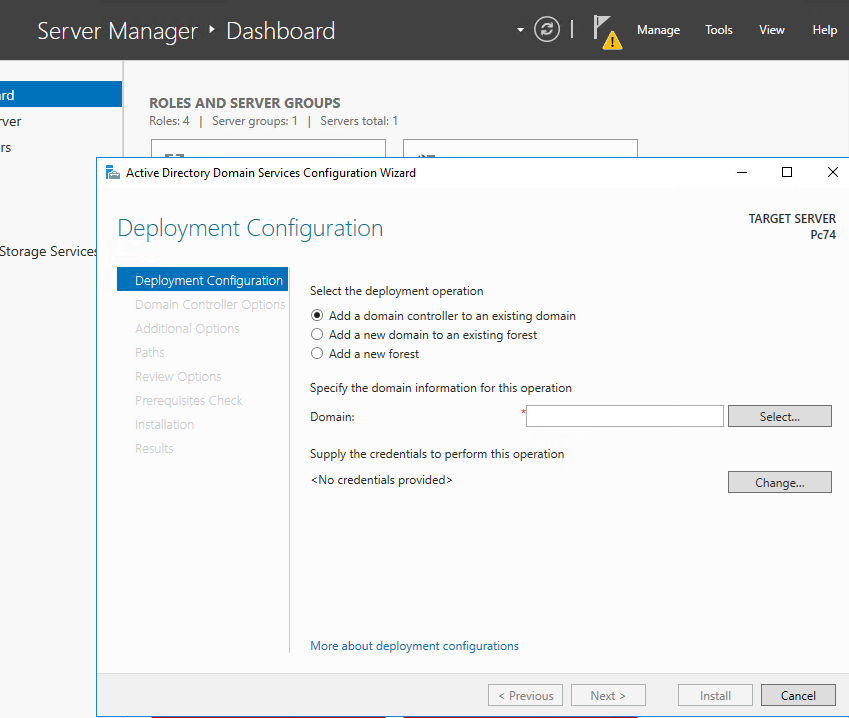 Server Manager ‣ Dashboard
Manage Tools View Help
rd
ver
rs
Storage Services
ROLES AND SERVER GROUPS
Roles: 4 | Server groups: 1 | Servers total: 1
Active Directory Domain Services Configuration Wizard
Deployment Configuration
TARGET SERVER
Pc74
Deployment Configuration
Domain Controller Options
Additional Options
Paths
Review Options
Prerequisites Check
Installation
Results
Select the deployment operation
Add a domain controller to an existing domain
Add a new domain to an existing forest
Add a new forest
Specify the domain information for this operation
Domain: * Select...
Supply the credentials to perform this operation
<No credentials provided> Change...
More about deployment configurations
< Previous Next > Install Cancel